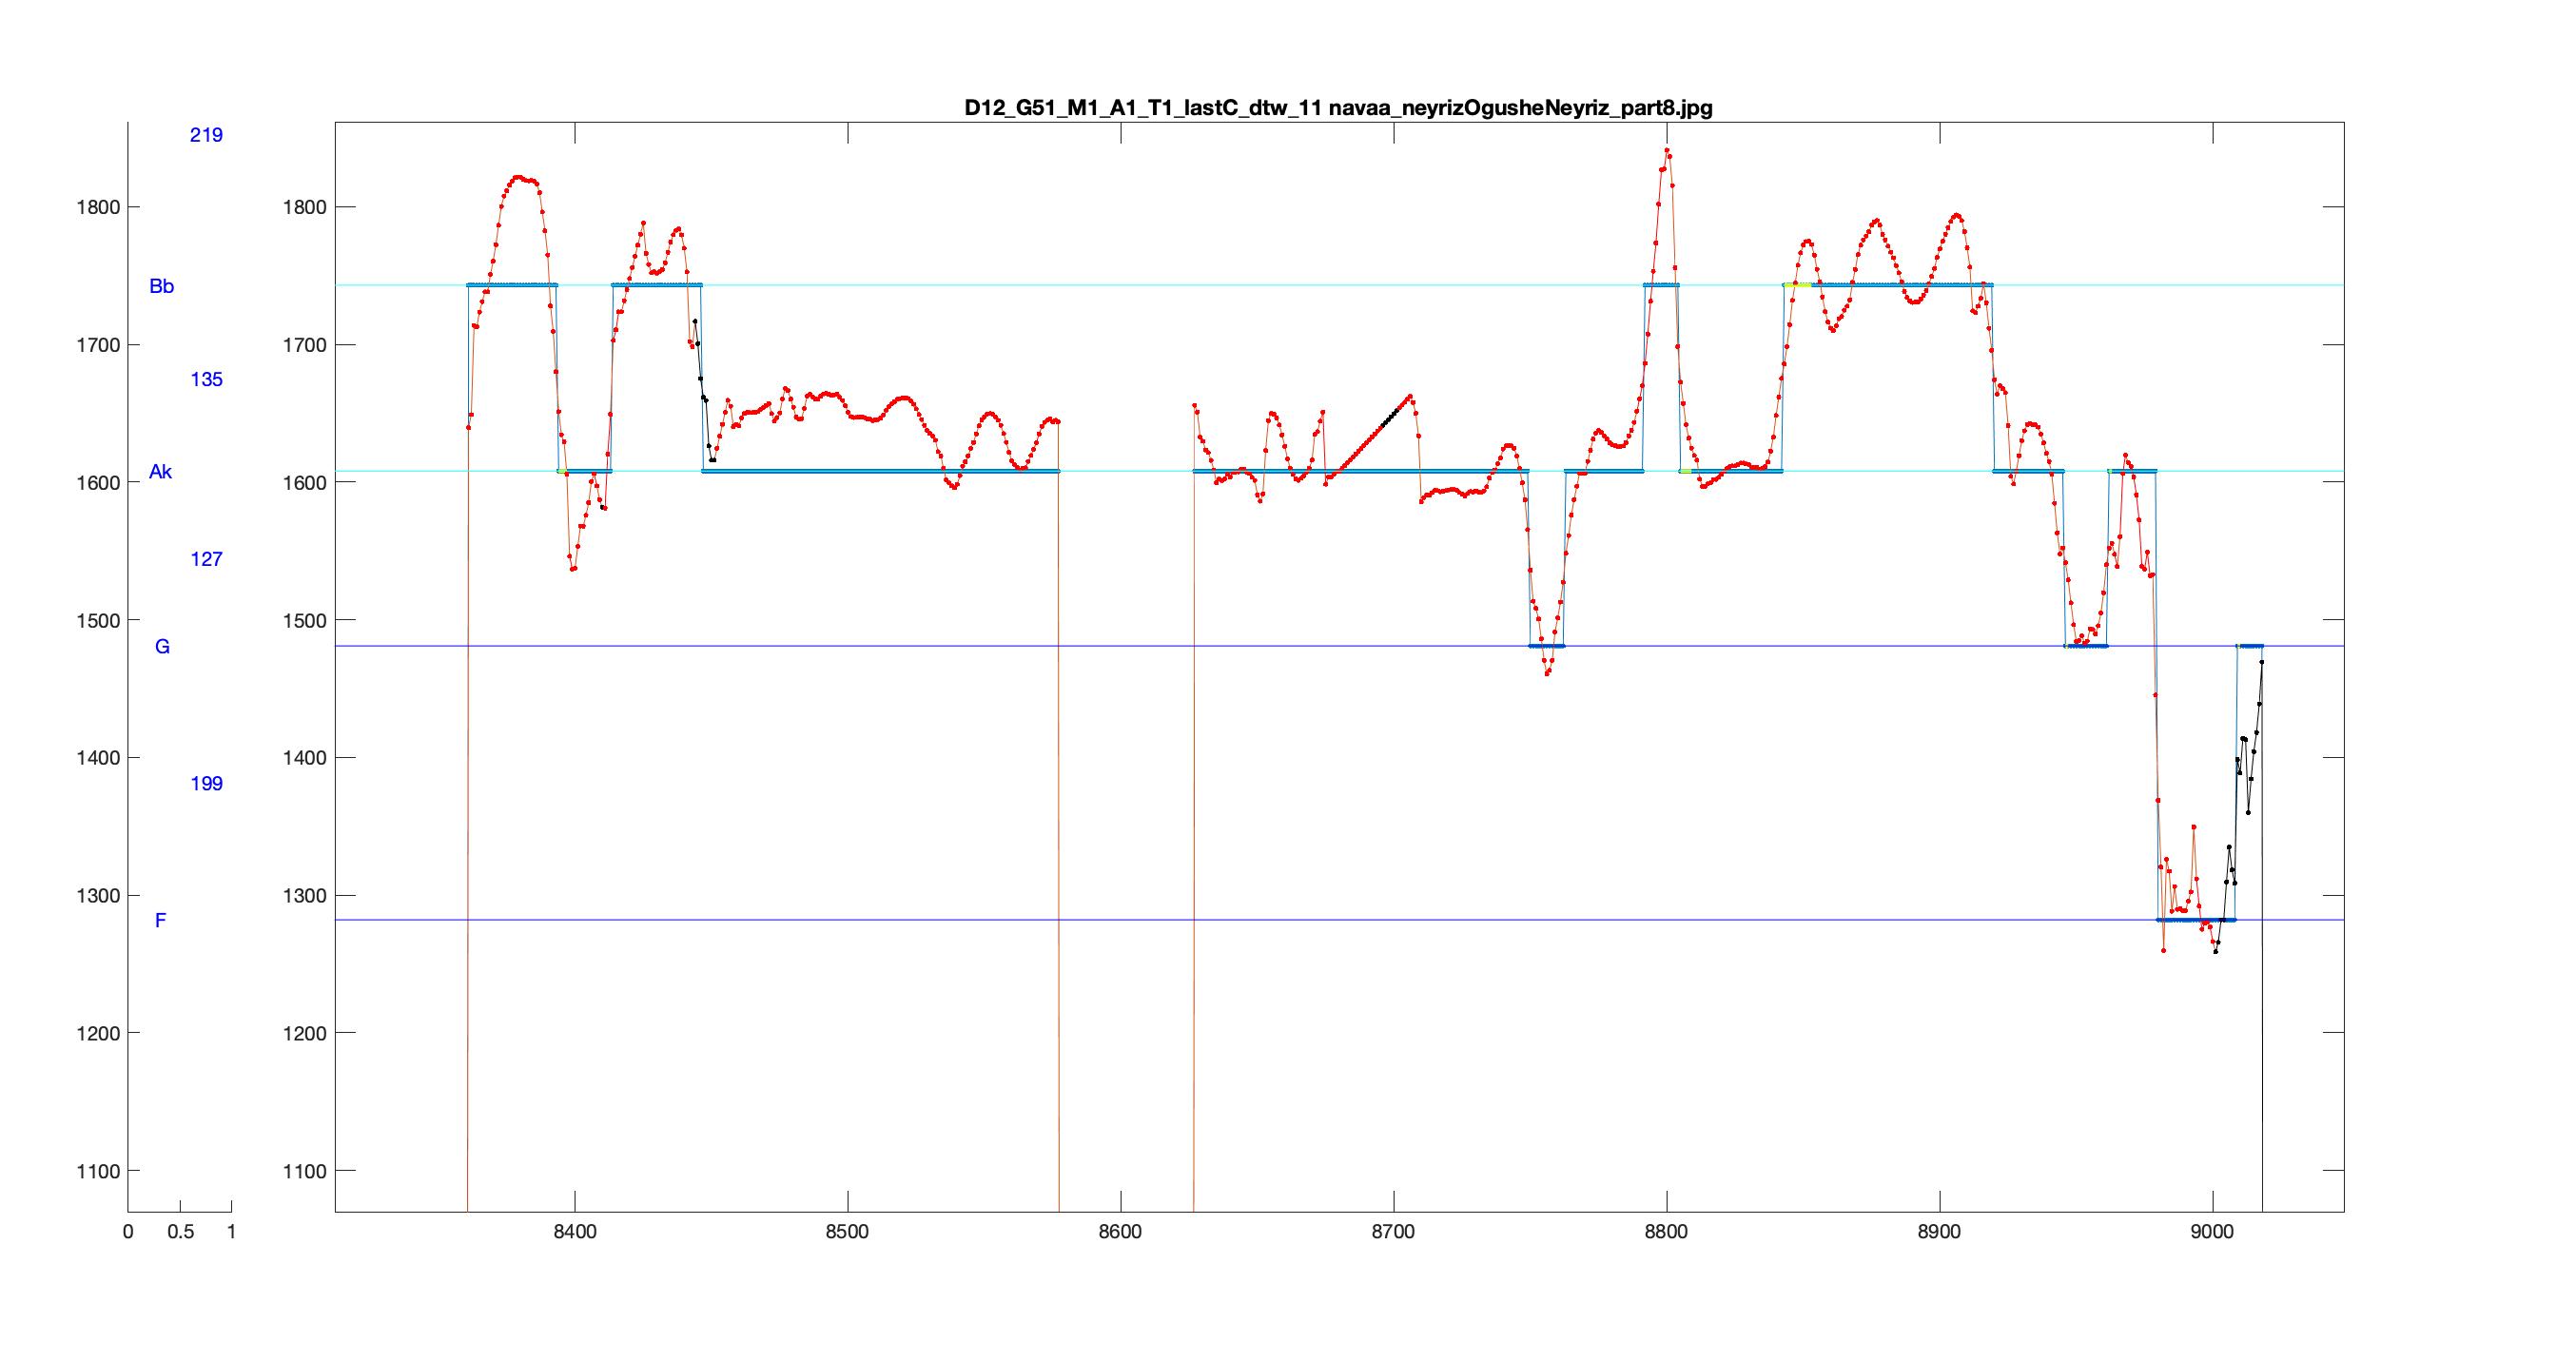 D12_G51_M1_A1_T1_lastC_dtw_11 navaa_neyrizOgusheNeyriz_part8.jpg
219
1800 1800
Bb
1700 1700
135
Ak
1600 1600
127
1500 1500
G
1400 1400
199
1300 1300
F
1200 1200
1100 1100
0 0.5 1 8400 8500 8600 8700 8800 8900 9000